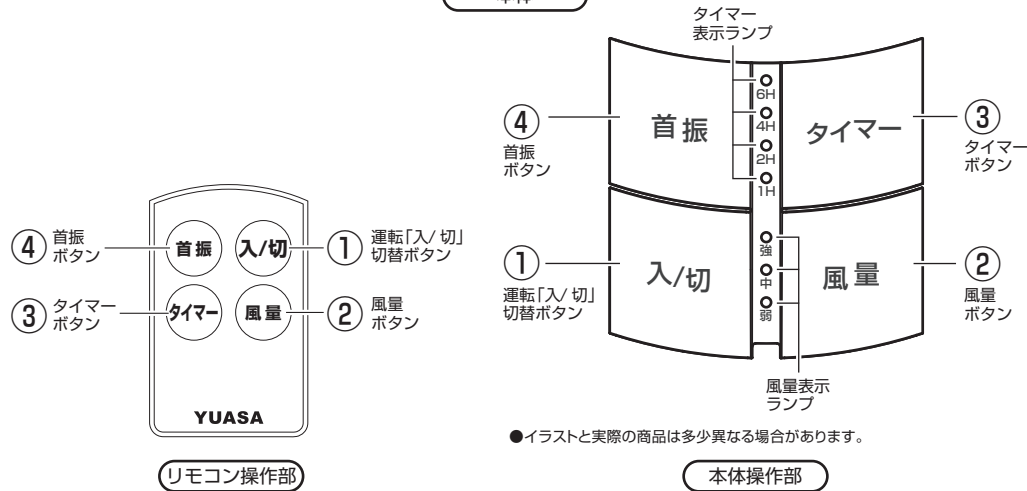 本体
タイマー
表示ランプ
6H
4H
2H
1H
首振
タイマー
④
首振
ボタン
③
タイマー
ボタン
入/切
風量
強
中
弱
①
運転「入/切」
切替ボタン
②
風量
ボタン
風量表示
ランプ
●イラストと実際の商品は多少異なる場合があります。
本体操作部
④
首振
ボタン
首振
入/切
①
運転「入/切」
切替ボタン
③
タイマー
ボタン
タイマー
風量
②
風量
ボタン
YUASA
リモコン操作部